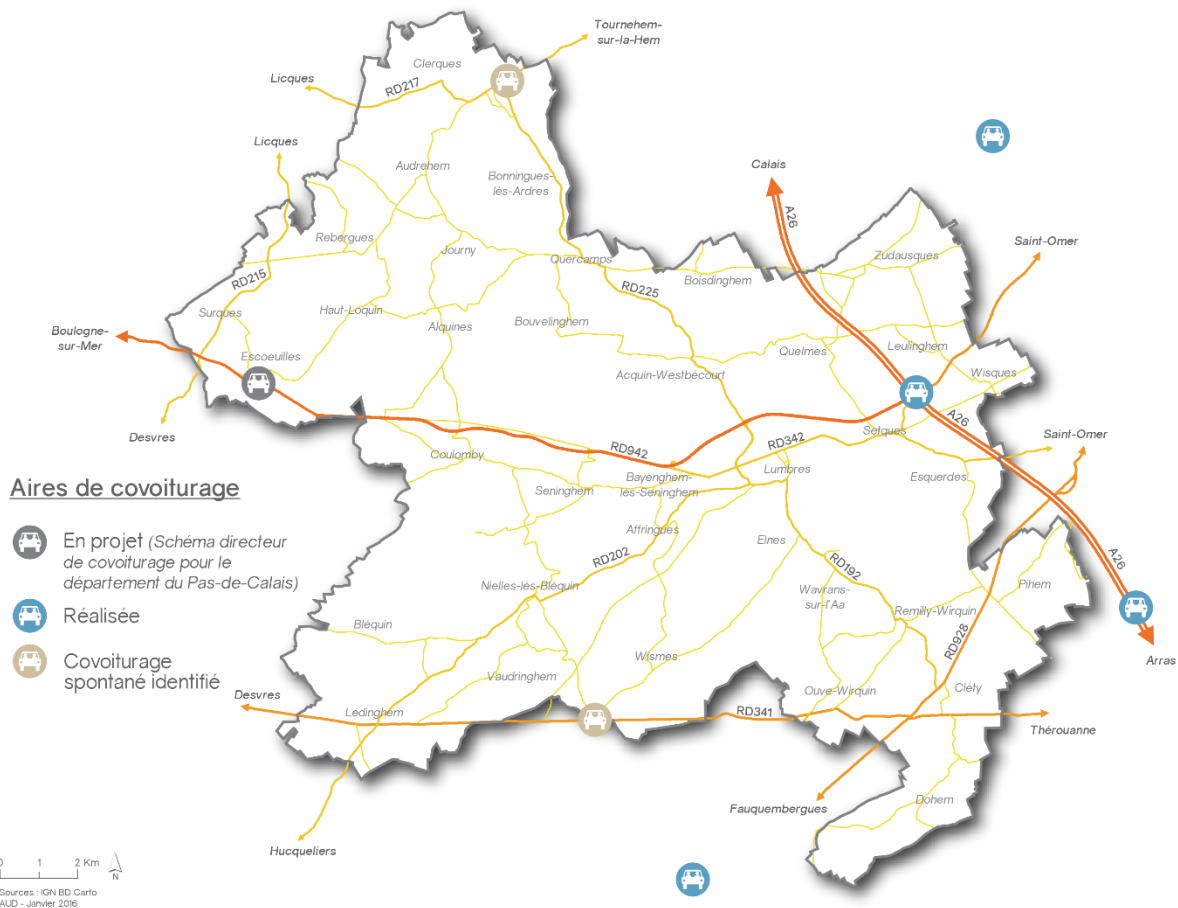 Tournehem-
sur-la-Hem
Clerques
Licques
RD217
Licques
Audrehem
Bonningues-
lès-Ardres
Calais
A26
Saint-Omer
Rebergues
Journy
Quercamps
Zudausques
Boisdinghem
RD215
RD225
Surques
Haut-Loquin
Alquines
Bouvelinghem
Boulogne-
sur-Mer
Escoeuilles
Quelmes
Leulinghem
Acquin-Westbécourt
Wisques
Desvres
A26
Setques
Saint-Omer
RD942
RD342
Coulomby
Bayenghem-
lès-Seninghem
Lumbres
Esquerdes
Seninghem
Affringues
Elnes
RD202
RD192
A26
Nielles-lès-Bléquin
Wavrans-
sur-l'Aa
Pihem
Remilly-Wirquin
RD928
Bléquin
Wismes
Arras
Vaudringhem
Desvres
Ouve-Wirquin
Cléty
Ledinghem
RD341
Thérouanne
Fauquembergues
Dohem
Hucqueliers
Aires de covoiturage
En projet (Schéma directeur
de covoiturage pour le
département du Pas-de-Calais)
Réalisée
Covoiturage
spontané identifié
0 1 2 Km
N
Sources : IGN BD Carto
AUD - Janvier 2016